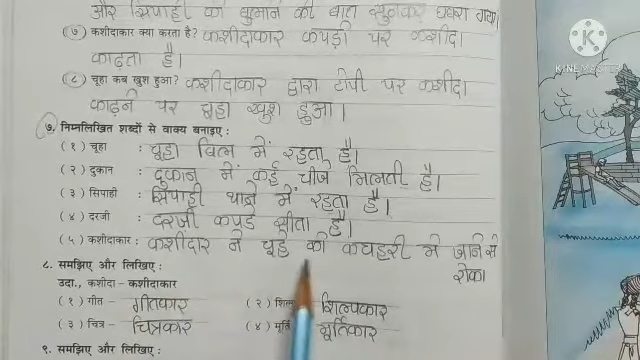 और सिपाही को बुलाने की बात सुनकर घबरा गया।
(७) कशीदाकार क्या करता है? कशीदाकार कपड़ों पर कशीदा
काढ़ता है।
(८) चूहा कब खुश हुआ? कशीदाकार द्वारा टोपी पर कशीदा
काढ़ने पर चूहा खुश हुआ।
७. निम्नलिखित शब्दों से वाक्य बनाइए :
(१) चूहा : चूहा बिल में रहता है।
(२) दुकान : दुकान में कई चीजें मिलती हैं।
(३) सिपाही : सिपाही थाने में रहता है।
(४) दरजी : दरजी कपड़े सीता है।
(५) कशीदाकार : कशीदार ने चूहे को कचहरी में जाने से
रोका
८. समझिए और लिखिए :
उदा., कशीदा - कशीदाकार
(१) गीत - गीतकार (२) शिल्प शिल्पकार
(३) चित्र - चित्रकार (४) मूर्ति मूर्तिकार
९. समझिए और लिखिए :
KINEMASTER